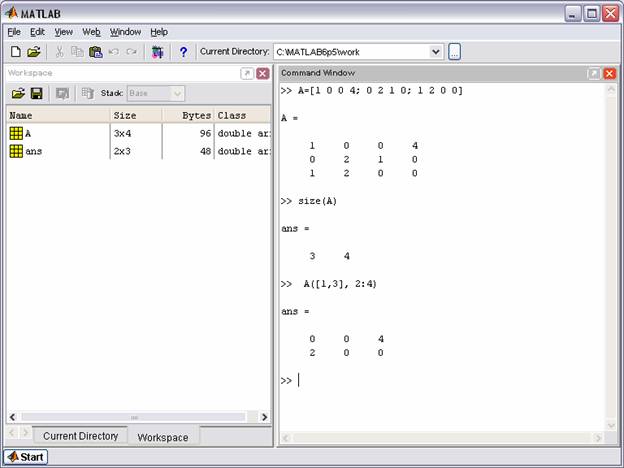 MATLAB
File Edit View Web Window Help
Current Directory: C:\MATLAB6p5\work ...
Workspace
Stack: Base
Name Size Bytes Class
A 3x4 96 double ar
ans 2x3 48 double ar
Current Directory Workspace
Command Window
>> A=[1 0 0 4; 0 2 1 0; 1 2 0 0]
A =
1 0 0 4
0 2 1 0
1 2 0 0
>> size(A)
ans =
3 4
>> A([1,3], 2:4)
ans =
0 0 4
2 0 0
>>
Start